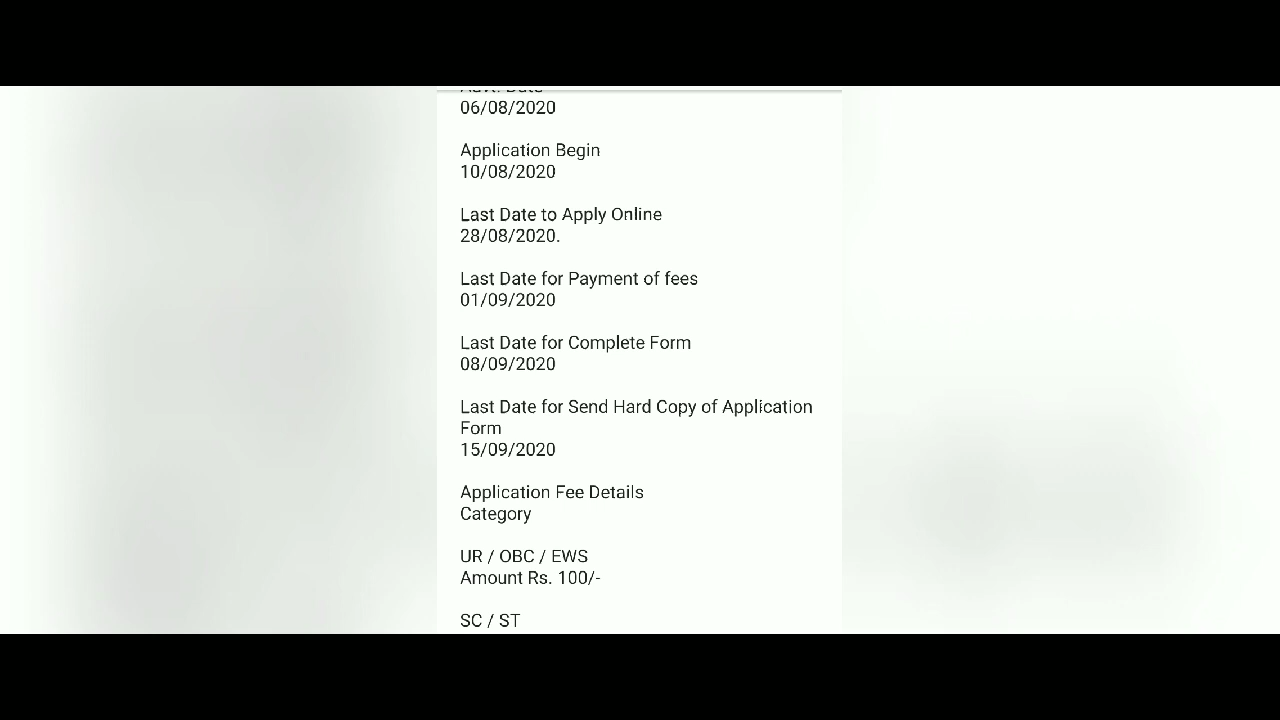 06/08/2020
Application Begin
10/08/2020
Last Date to Apply Online
28/08/2020.
Last Date for Payment of fees
01/09/2020
Last Date for Complete Form
08/09/2020
Last Date for Send Hard Copy of Application
Form
15/09/2020
Application Fee Details
Category
UR / OBC / EWS
Amount Rs. 100/-
SC / ST